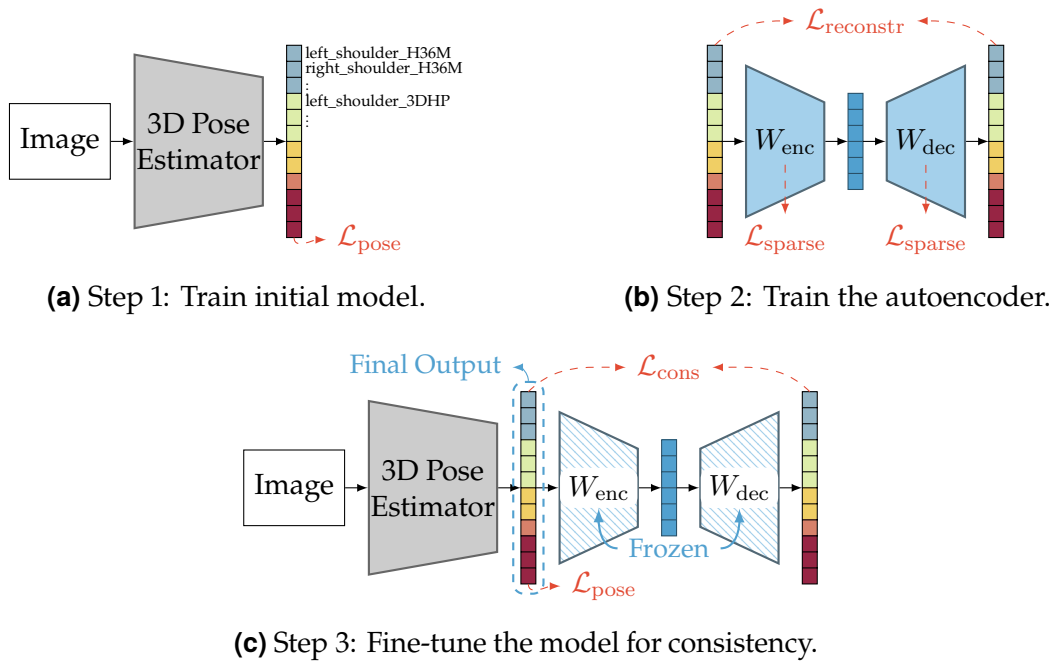 left_shoulder_H36M
right_shoulder_H36M
⋮
left_shoulder_3DHP
⋮
Image
3D Pose
Estimator
ℒpose
(a) Step 1: Train initial model.
ℒreconstr
Wenc
Wdec
ℒsparse
ℒsparse
(b) Step 2: Train the autoencoder.
Final Output
ℒcons
Image
3D Pose
Estimator
Wenc
Wdec
Frozen
ℒpose
(c) Step 3: Fine-tune the model for consistency.